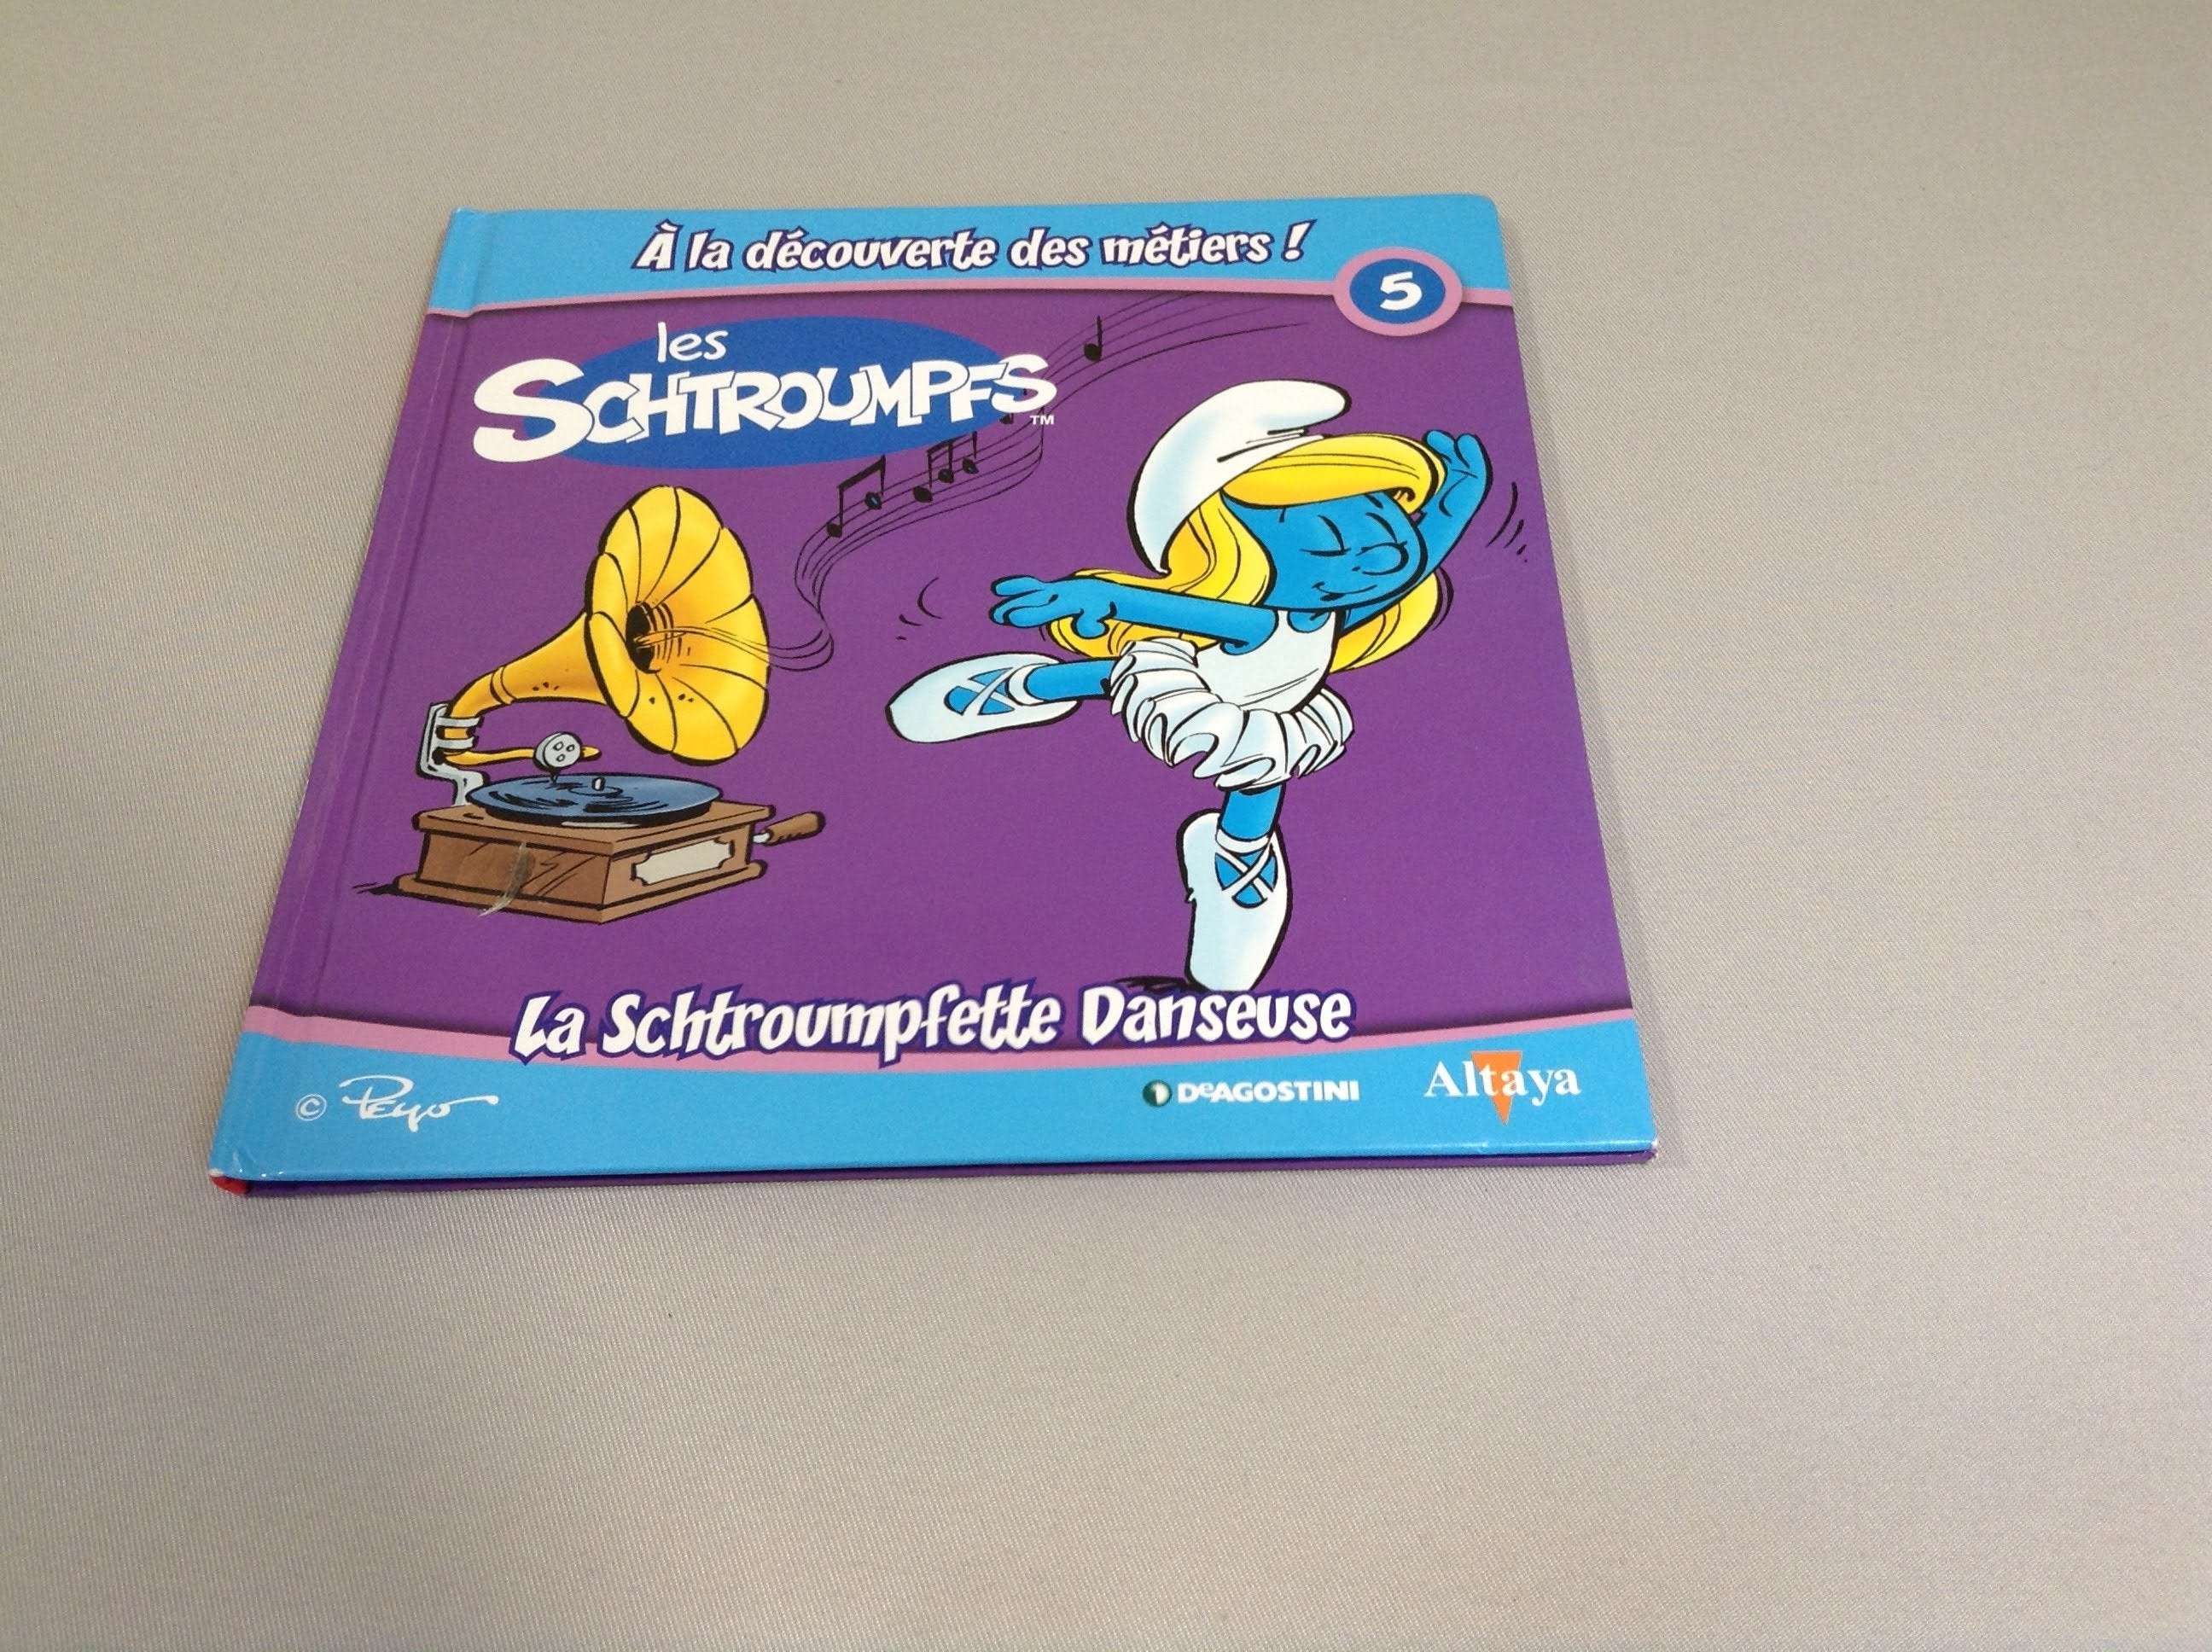 À la découverte des métiers !
5
les
SCHTROUMPFS
TM
La Schtroumpfette Danseuse
© Peyo
DeAGOSTINI
Altaya